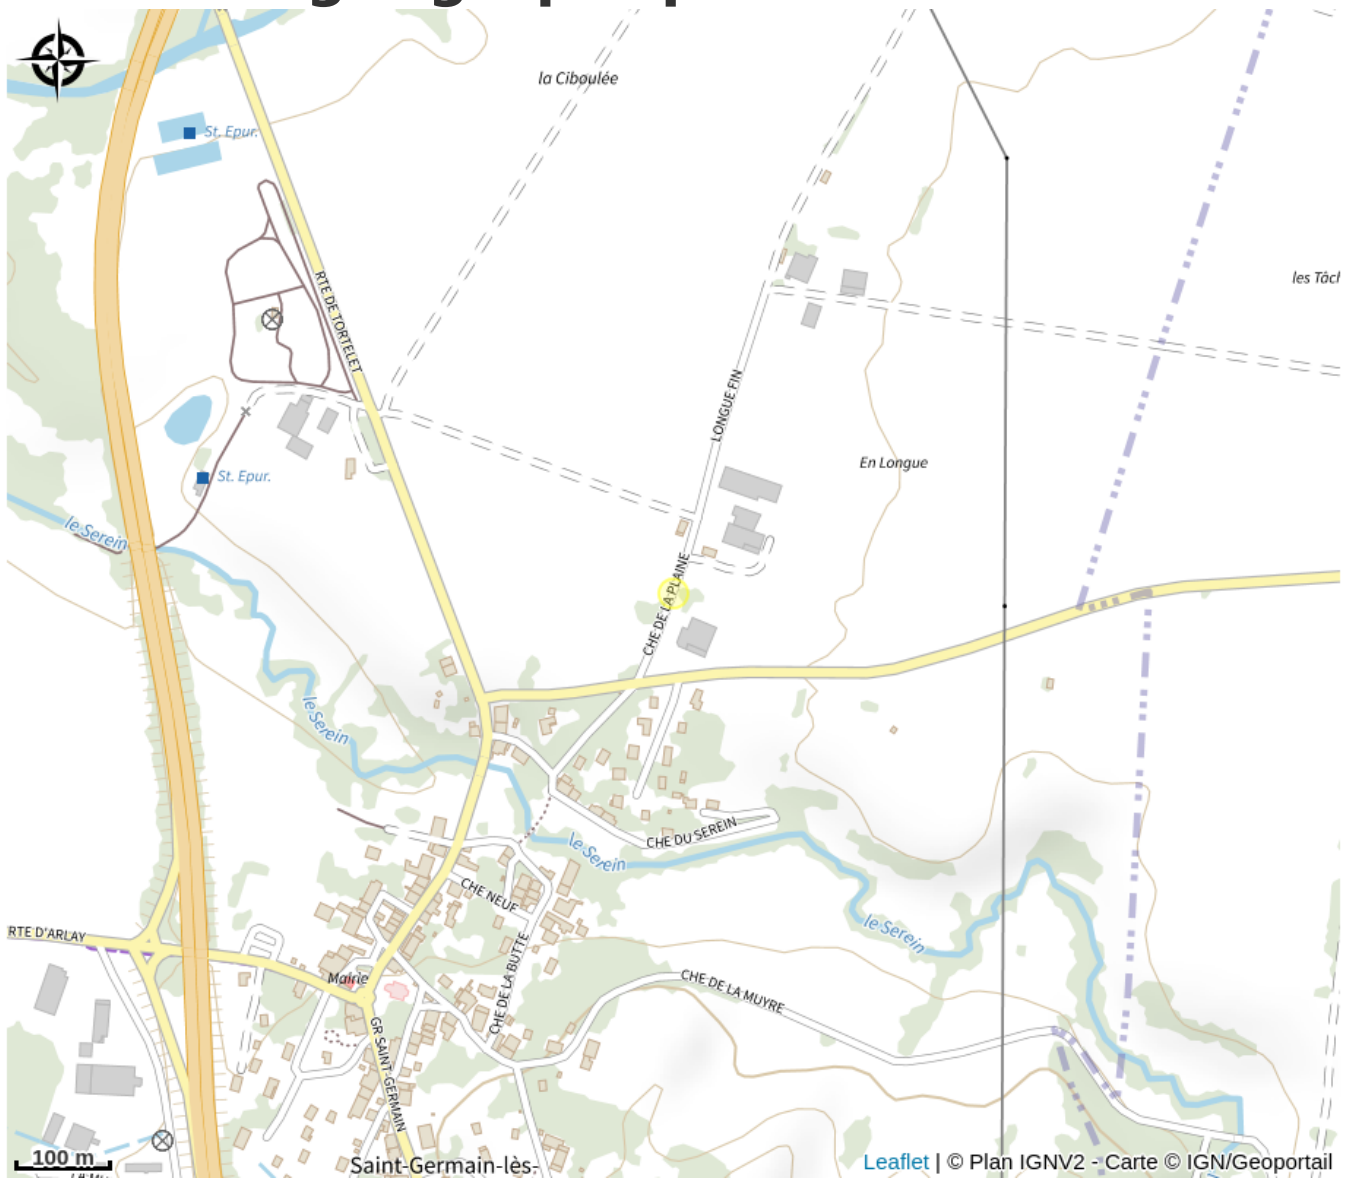 la Ciboulée
St. Epur.
les Tâch
RTE DE TORTELET
LONGUE FIN
En Longue
St. Epur.
le Serein
CHE DE LA PLAINE
le Serein
CHE DU SEREIN
le Serein
CHE NEUF
le Serein
RTE D'ARLAY
CHE DE LA BUTTE
Mairie
CHE DE LA MUYRE
GR SAINT-GERMAIN
100 m
Saint-Germain-lès-
Leaflet | © Plan IGNV2 - Carte © IGN/Geoportail